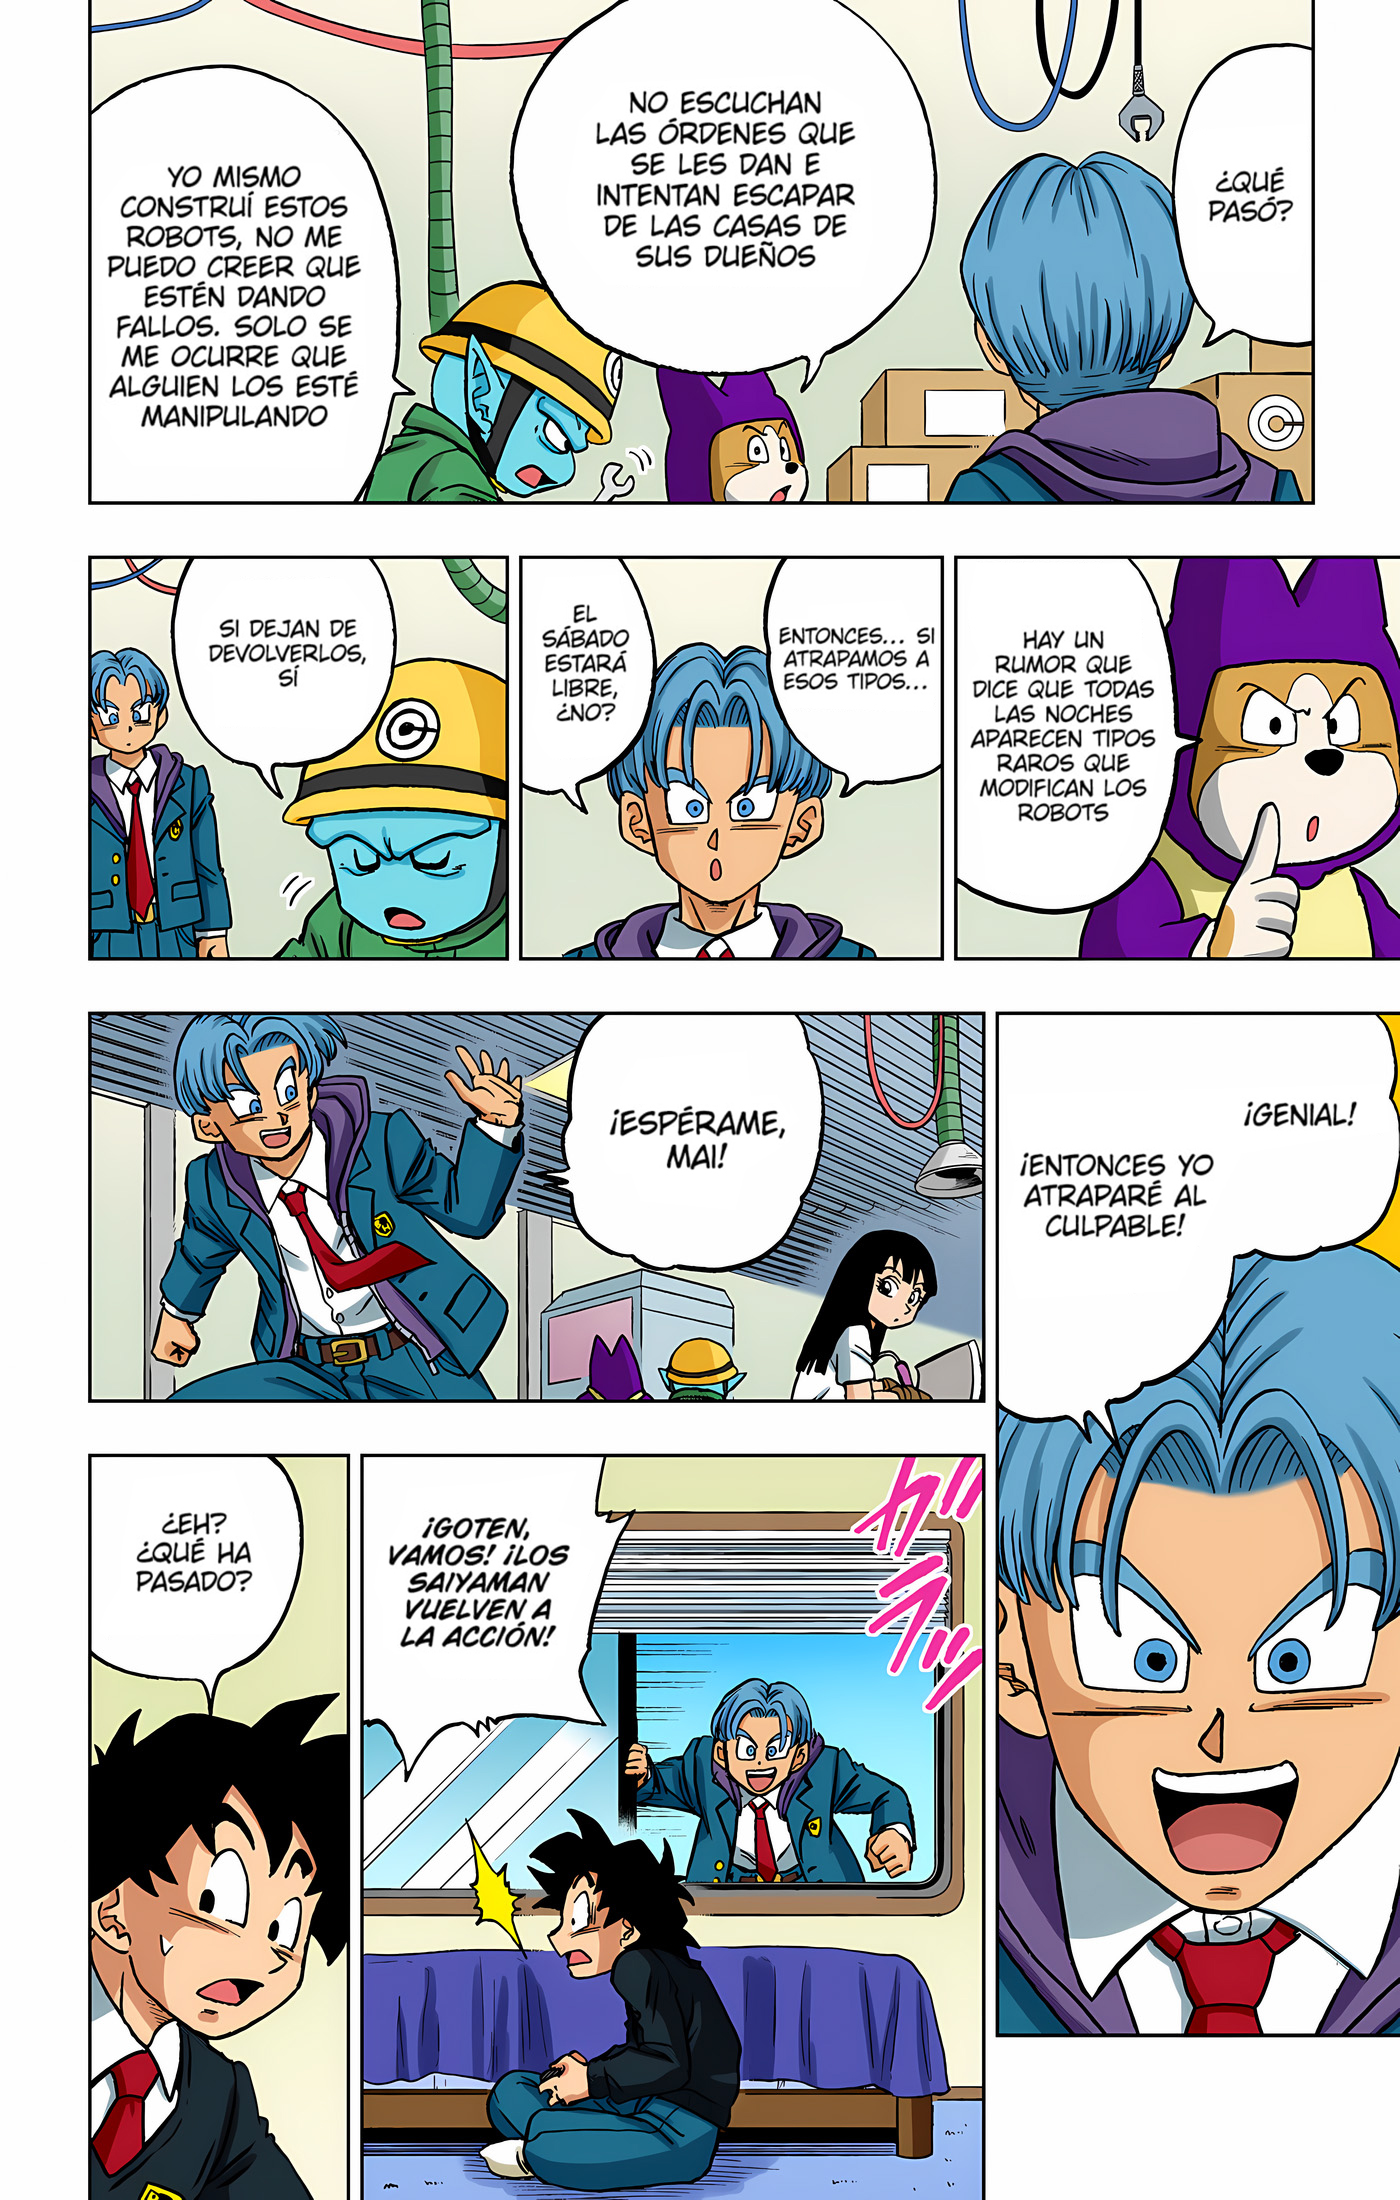 ¿QUÉ
PASÓ?
NO ESCUCHAN
LAS ÓRDENES QUE
SE LES DAN E
INTENTAN ESCAPAR
DE LAS CASAS DE
SUS DUEÑOS
YO MISMO
CONSTRUÍ ESTOS
ROBOTS, NO ME
PUEDO CREER QUE
ESTÉN DANDO
FALLOS. SOLO SE
ME OCURRE QUE
ALGUIEN LOS ESTÉ
MANIPULANDO
HAY UN
RUMOR QUE
DICE QUE TODAS
LAS NOCHES
APARECEN TIPOS
RAROS QUE
MODIFICAN LOS
ROBOTS
ENTONCES... SI
ATRAPAMOS A
ESOS TIPOS...
EL
SÁBADO
ESTARÁ
LIBRE,
¿NO?
SI DEJAN DE
DEVOLVERLOS,
SÍ
¡GENIAL!
¡ENTONCES YO
ATRAPARÉ AL
CULPABLE!
¡ESPÉRAME,
MAI!
ガラッ
¡GOTEN,
VAMOS! ¡LOS
SAIYAMAN
VUELVEN A
LA ACCIÓN!
¿EH?
¿QUÉ HA
PASADO?